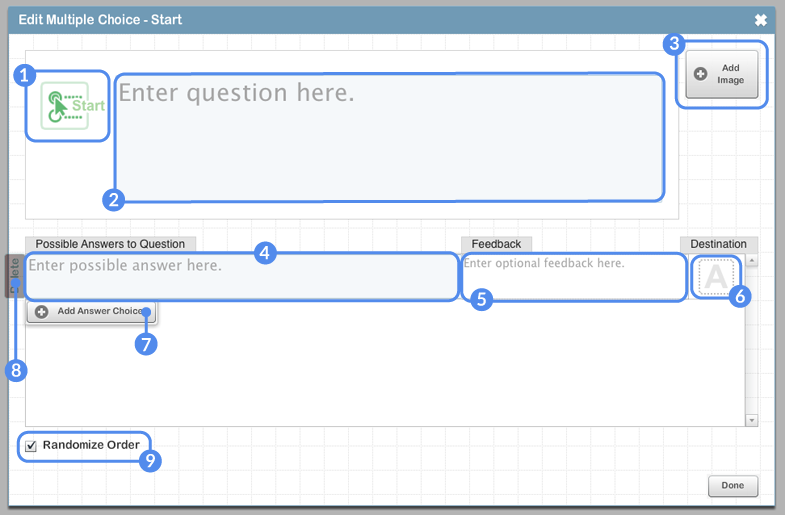 Edit Multiple Choice - Start
1
3
Add
Image
Start
Enter question here.
2
Possible Answers to Question
Feedback
Destination
4
Delete
Enter possible answer here.
Enter optional feedback here.
A
5
6
Add Answer Choice
7
8
Randomize Order
9
Done